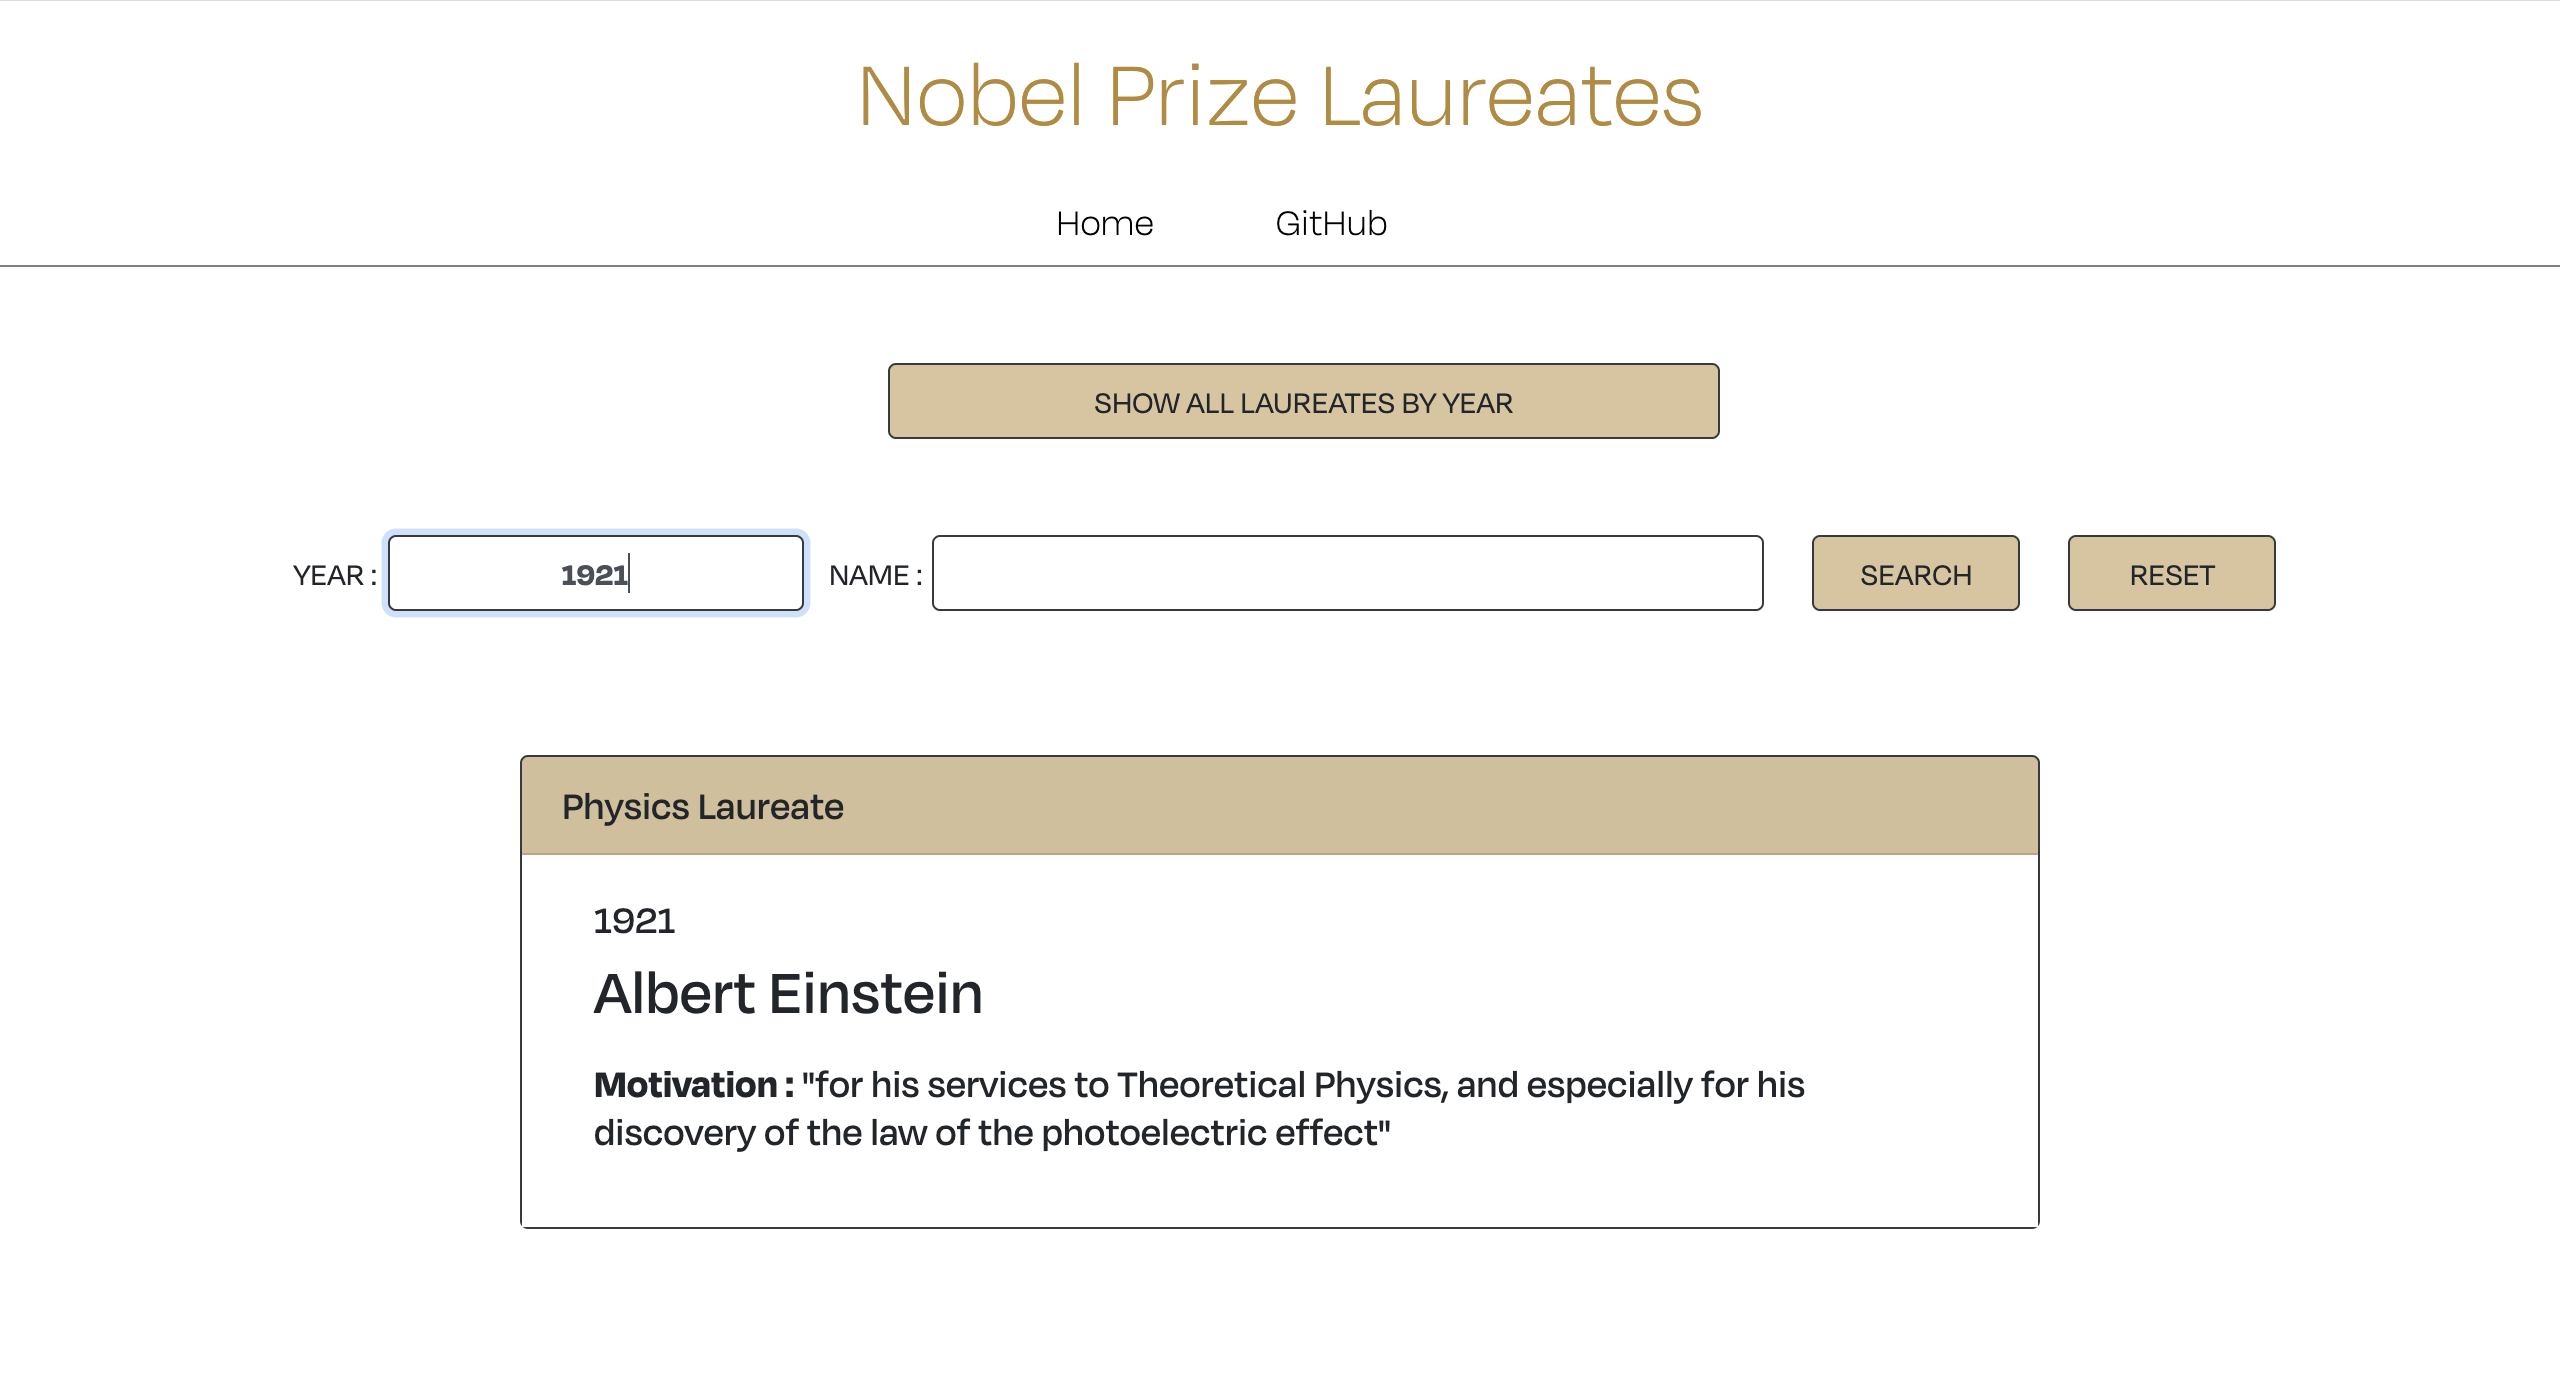 Nobel Prize Laureates
Home GitHub
SHOW ALL LAUREATES BY YEAR
YEAR : 1921 NAME : SEARCH RESET
Physics Laureate
1921
Albert Einstein
Motivation : "for his services to Theoretical Physics, and especially for his
discovery of the law of the photoelectric effect"